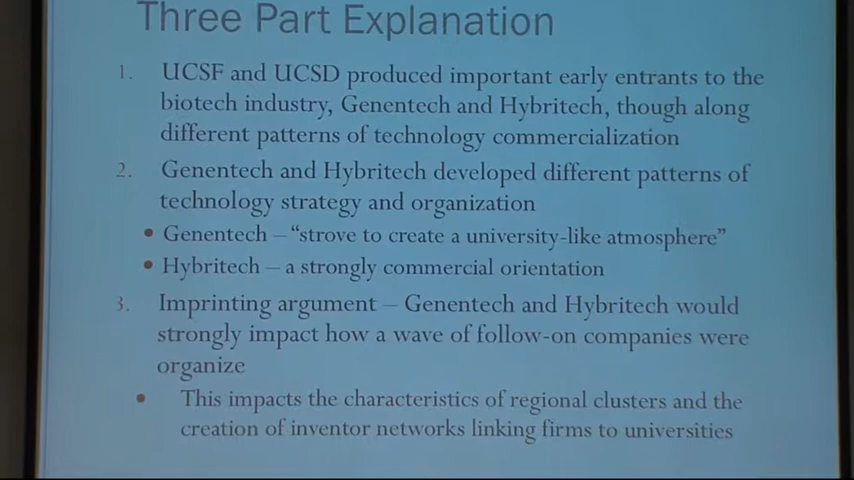 Three Part Explanation
1. UCSF and UCSD produced important early entrants to the
biotech industry, Genentech and Hybritech, though along
different patterns of technology commercialization
2. Genentech and Hybritech developed different patterns of
technology strategy and organization
• Genentech – “strove to create a university-like atmosphere”
• Hybritech – a strongly commercial orientation
3. Imprinting argument – Genentech and Hybritech would
strongly impact how a wave of follow-on companies were
organize
• This impacts the characteristics of regional clusters and the
creation of inventor networks linking firms to universities